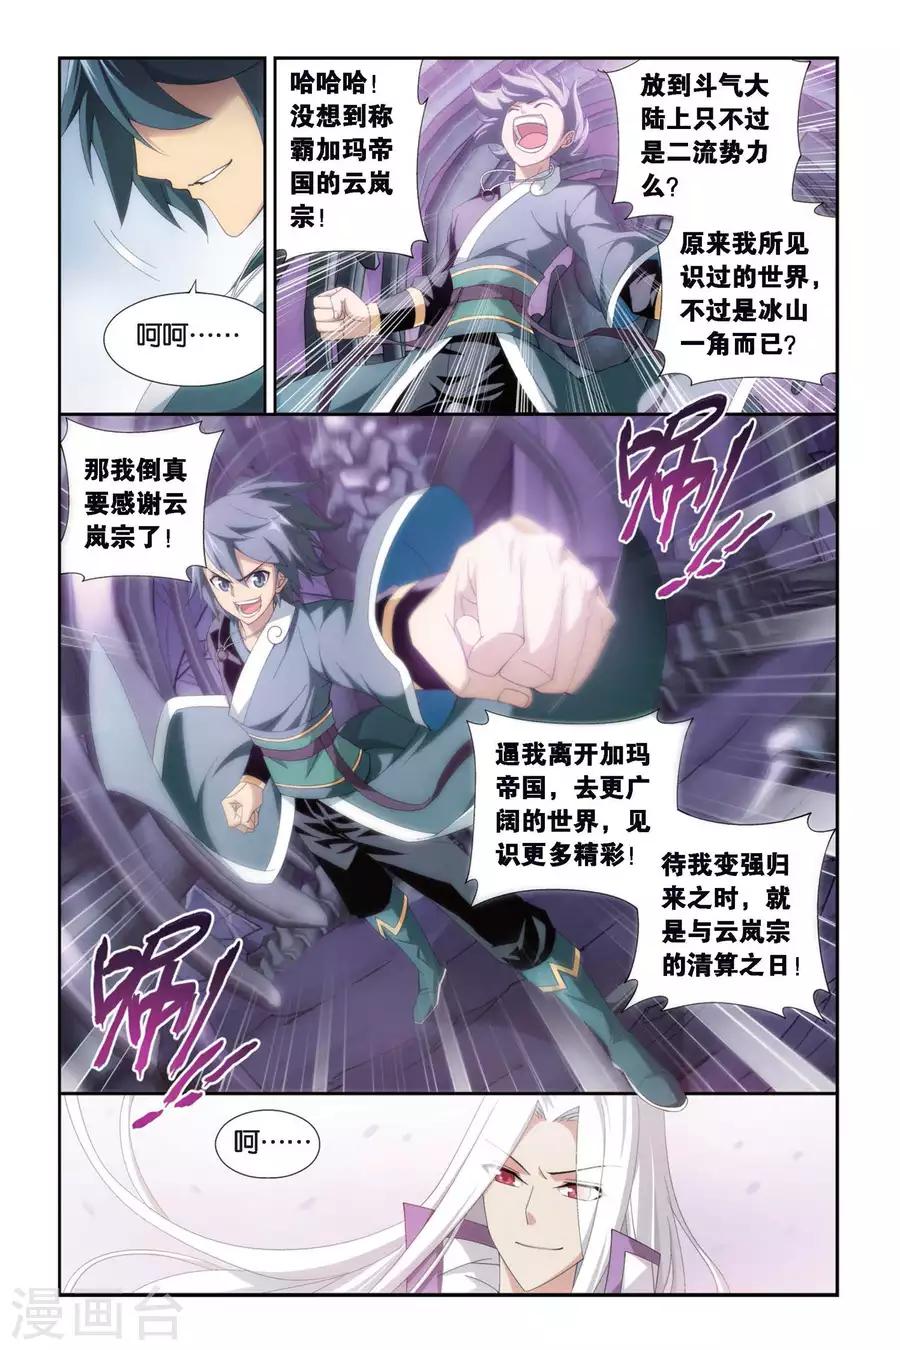 呵呵……
哈哈哈！
没想到称
霸加玛帝
国的云岚
宗！
放到斗气大
陆上只不过
是二流势力
么？
原来我所见
识过的世界，
不过是冰山
一角而已？
那我倒真
要感谢云
岚宗了！
逼我离开加玛
帝国，去更广
阔的世界，见
识更多精彩！
待我变强归
来之时，就
是与云岚宗
的清算之日！
呵……
漫画台